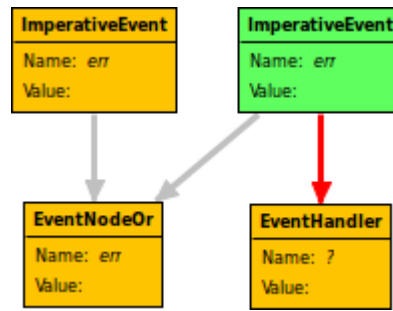 ImperativeEvent
Name: err
Value:
ImperativeEvent
Name: err
Value:
EventNodeOr
Name: err
Value:
EventHandler
Name: ?
Value: